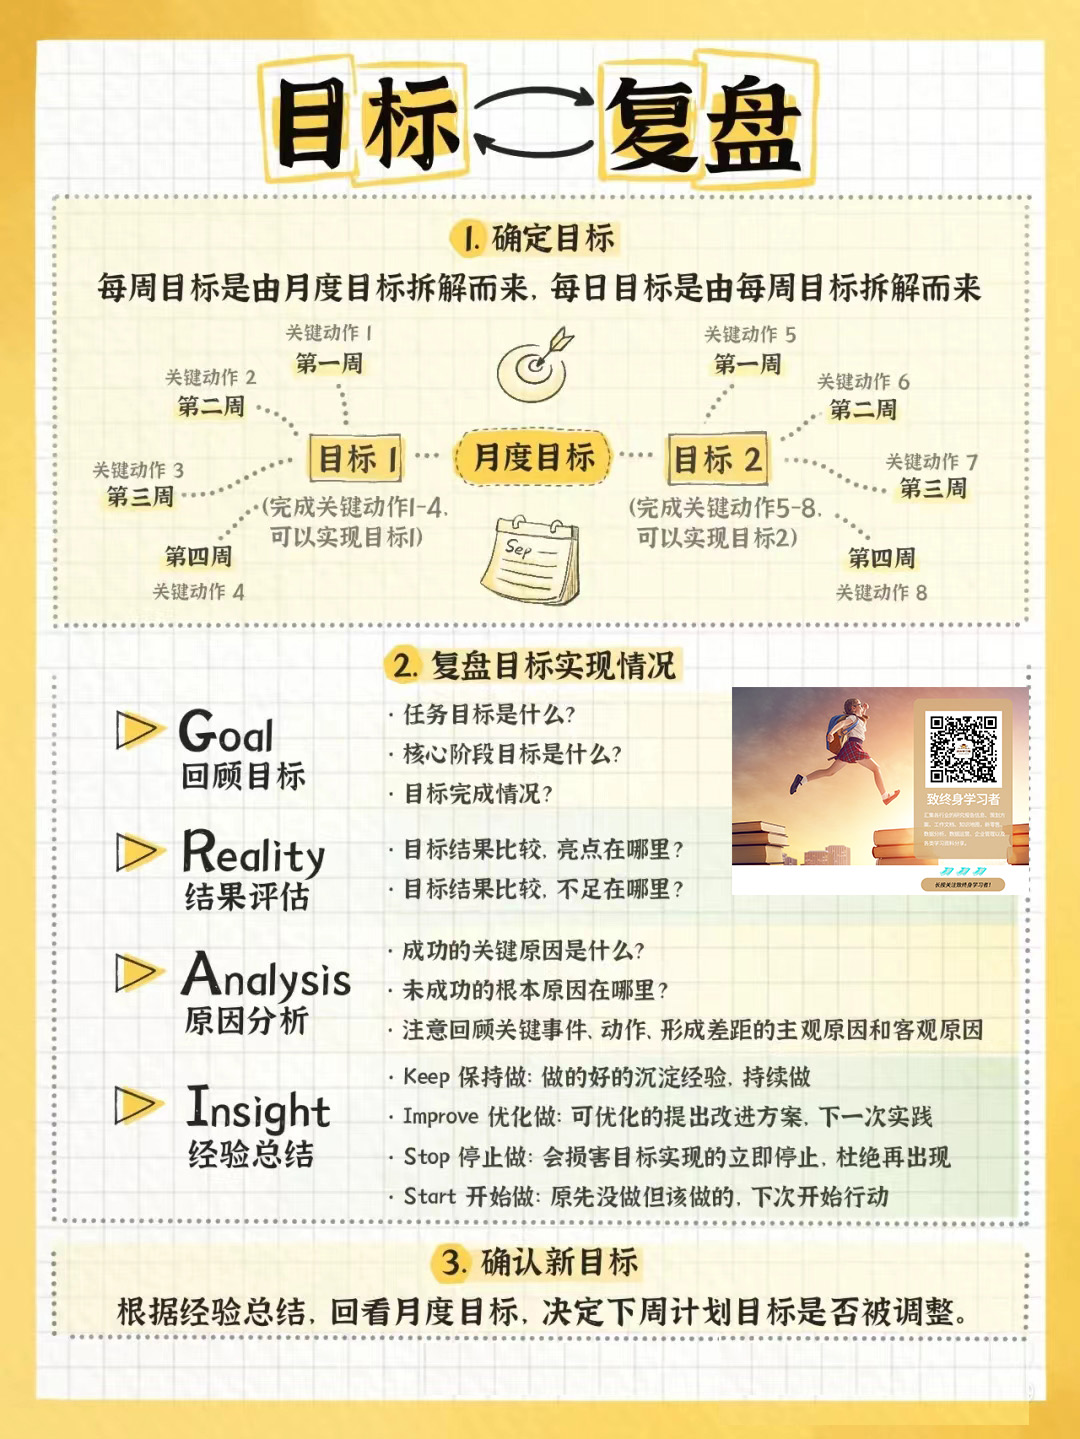 目标 复盘
1. 确定目标
每周目标是由月度目标拆解而来, 每日目标是由每周目标拆解而来
关键动作 1
第一周
关键动作 2
第二周
关键动作 3
第三周
第四周
关键动作 4
目标 1
(完成关键动作1-4,
可以实现目标1)
月度目标
Sep
关键动作 5
第一周
关键动作 6
第二周
关键动作 7
第三周
第四周
关键动作 8
目标 2
(完成关键动作5-8,
可以实现目标2)
2. 复盘目标实现情况
Goal
回顾目标
· 任务目标是什么?
· 核心阶段目标是什么?
· 目标完成情况?
致终身学习者
长按关注致终身学习者!
Reality
结果评估
· 目标结果比较, 亮点在哪里?
· 目标结果比较, 不足在哪里?
Analysis
原因分析
· 成功的关键原因是什么?
· 未成功的根本原因在哪里?
· 注意回顾关键事件、动作、形成差距的主观原因和客观原因
Insight
经验总结
· Keep 保持做: 做的好的沉淀经验, 持续做
· Improve 优化做: 可优化的提出改进方案, 下一次实践
· Stop 停止做: 会损害目标实现的立即停止, 杜绝再出现
· Start 开始做: 原先没做但该做的, 下次开始行动
3. 确认新目标
根据经验总结, 回看月度目标, 决定下周计划目标是否被调整。